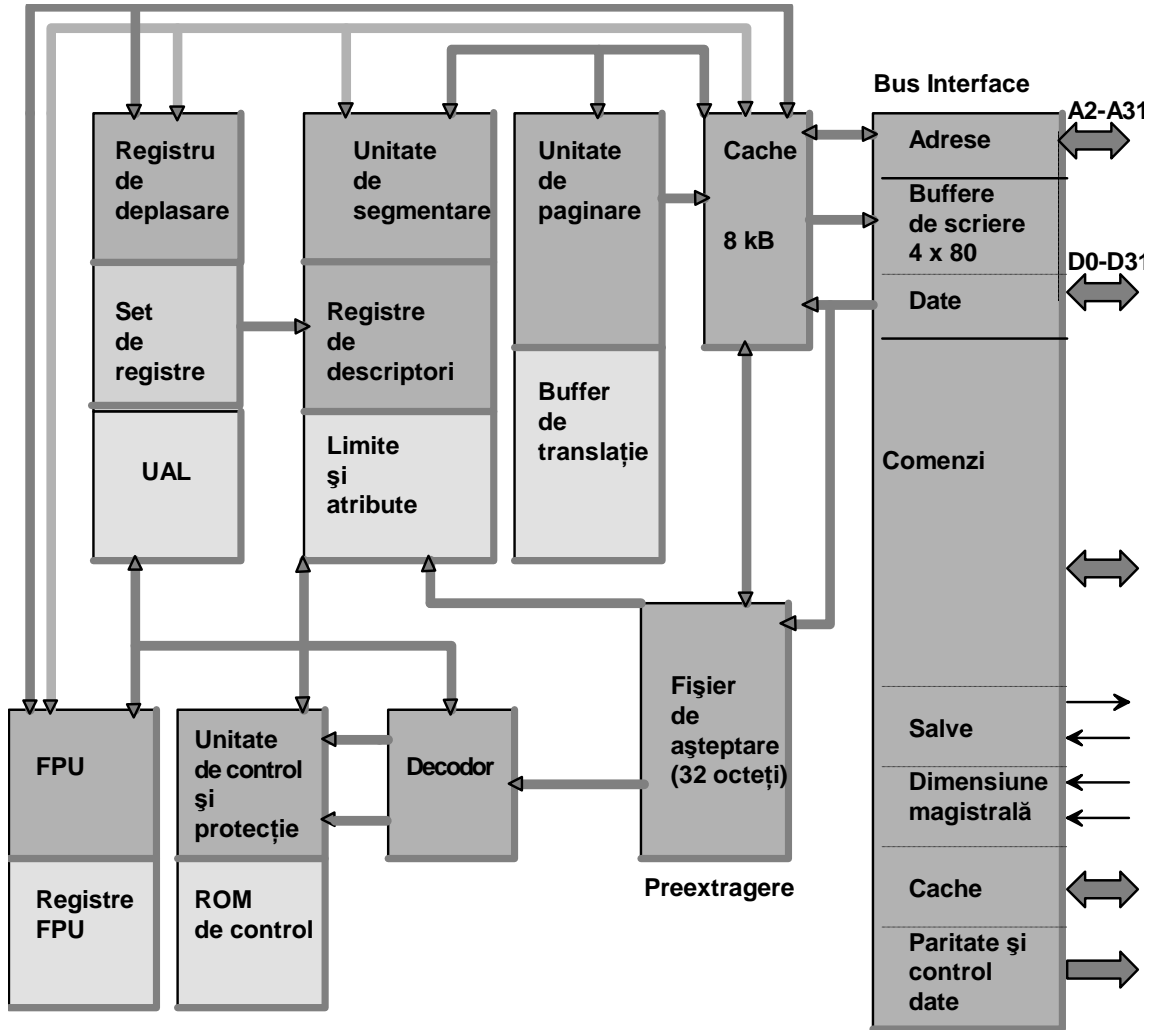 Bus Interface
A2-A31
Registru
de
deplasare
Unitate
de
segmentare
Unitate
de
paginare
Cache
8 kB
Adrese
Buffere
de scriere
4 x 80
D0-D31
Date
Set
de
registre
Registre
de
descriptori
Buffer
de
translaţie
UAL
Limite
şi
atribute
Comenzi
FPU
Unitate
de control
şi
protecţie
Decodor
Fişier
de
aşteptare
(32 octeţi)
Salve
Dimensiune
magistrală
Preextragere
Cache
Registre
FPU
ROM
de control
Paritate şi
control
date